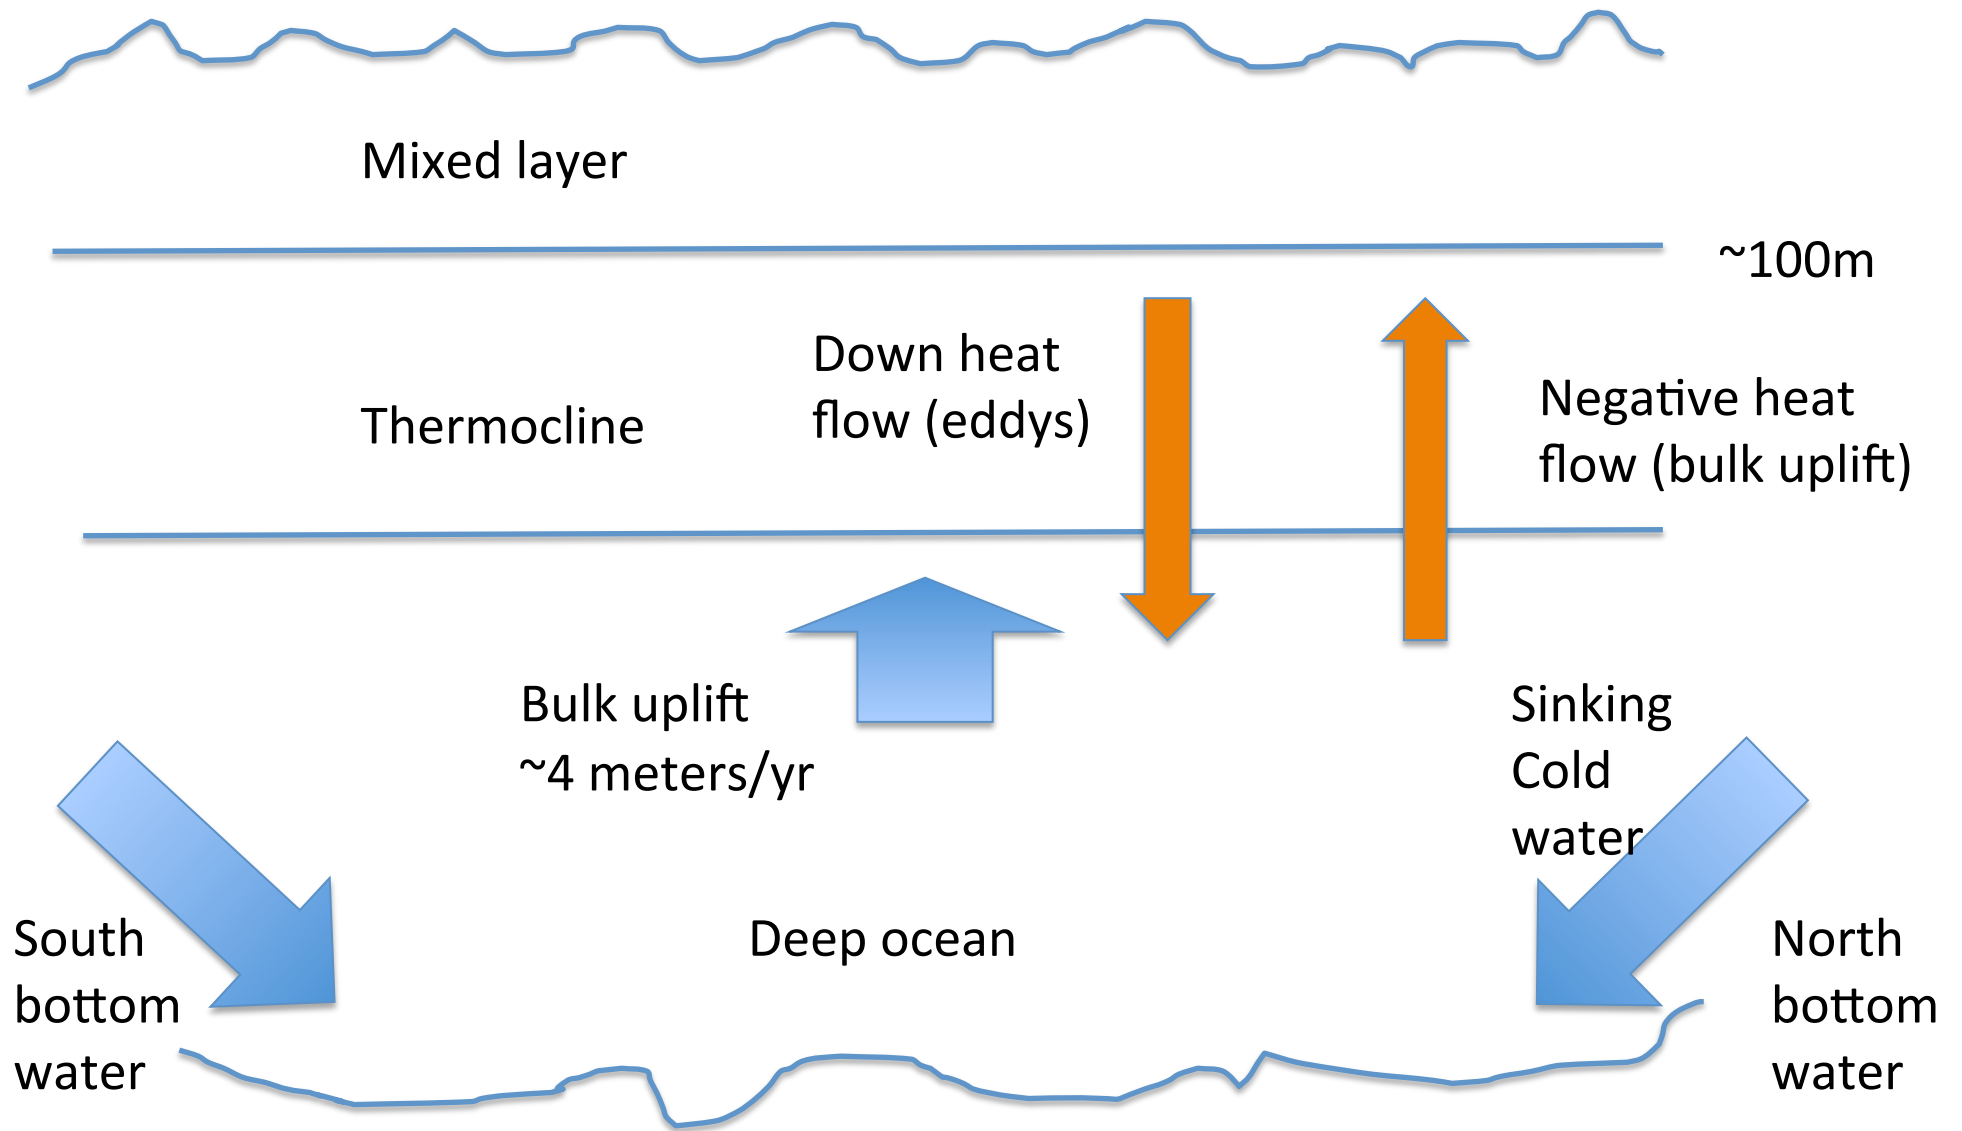 Mixed layer
~100m
Down heat
flow (eddys)
Thermocline
Negative heat
flow (bulk uplift)
Bulk uplift
~4 meters/yr
Sinking
Cold
water
South
bottom
water
Deep ocean
North
bottom
water